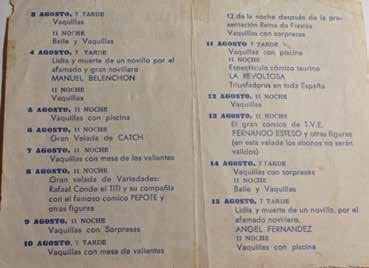 3 AGOSTO, 7 TARDE
Vaquillas
11 NOCHE
Baile y Vaquillas
4 AGOSTO, 7 TARDE
Lidia y muerte de un novillo por el
afamado y gran novillero
MANUEL BELENCHON
11 NOCHE
Vaquillas
5 AGOSTO, 11 NOCHE
Vaquillas con piscina
6 AGOSTO, 11 NOCHE
Gran Velada de CATCH
7 AGOSTO, 11 NOCHE
Vaquillas con mesa de los valientes
8 AGOSTO, 11 NOCHE
Gran velada de Variedades:
Rafael Conde el TITI y su compañía
con el famoso comico PEPOTE y
otras figuras
9 AGOSTO, 11 NOCHE
Vaquillas con Sorpresas
10 AGOSTO, 7 TARDE
Vaquillas con mesa de valientes
12 de la noche después de la pre-
sentación Reina de Fiestas
Vaquillas con sorpresas
11 AGOSTO 7 TARDE
Vaquillas con piscina
11 NOCHE
Espectáculo cómico taurino
LA REVOLTOSA
Triunfadores en toda España
12 AGOSTO, 11 NOCHE
Vaquillas
13 AGOSTO, 11 NOCHE
El gran cómico de T.V.E.
FERNANDO ESTESO y otras figuras
(en esta velada los abonos no serán
válidos)
14 AGOSTO, 7 TARDE
Vaquillas con sorpresas
11 NOCHE
Baile y Vaquillas
15 AGOSTO, 7 TARDE
Lidia y muerte de un novillo, por el
afamado novillero,
ANGEL FERNANDEZ
11 NOCHE
Vaquillas con piscina